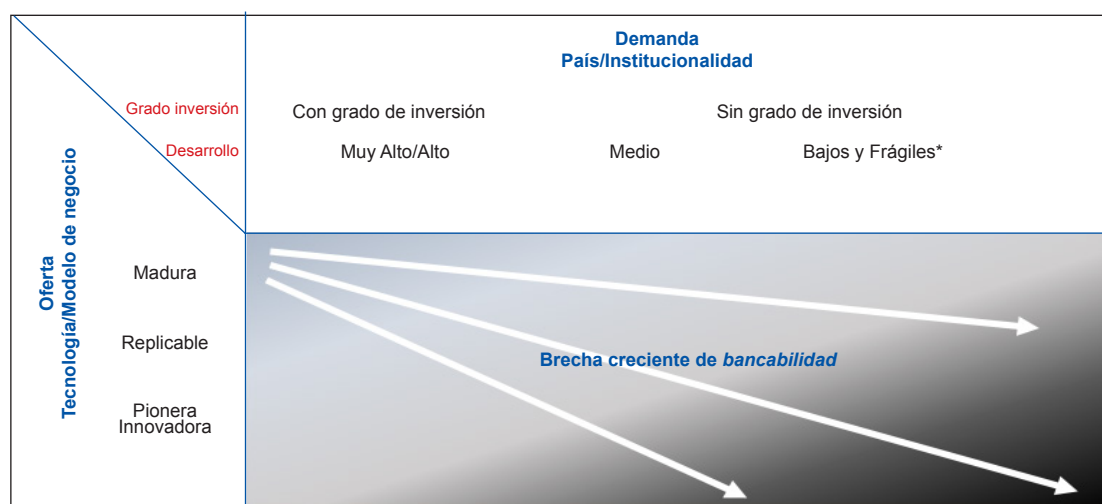 Demanda
País/Institucionalidad
Grado inversión
Con grado de inversión
Sin grado de inversión
Desarrollo
Muy Alto/Alto
Medio
Bajos y Frágiles*
Oferta
Tecnología/Modelo de negocio
Madura
Replicable
Pionera
Innovadora
Brecha creciente de bancabilidad